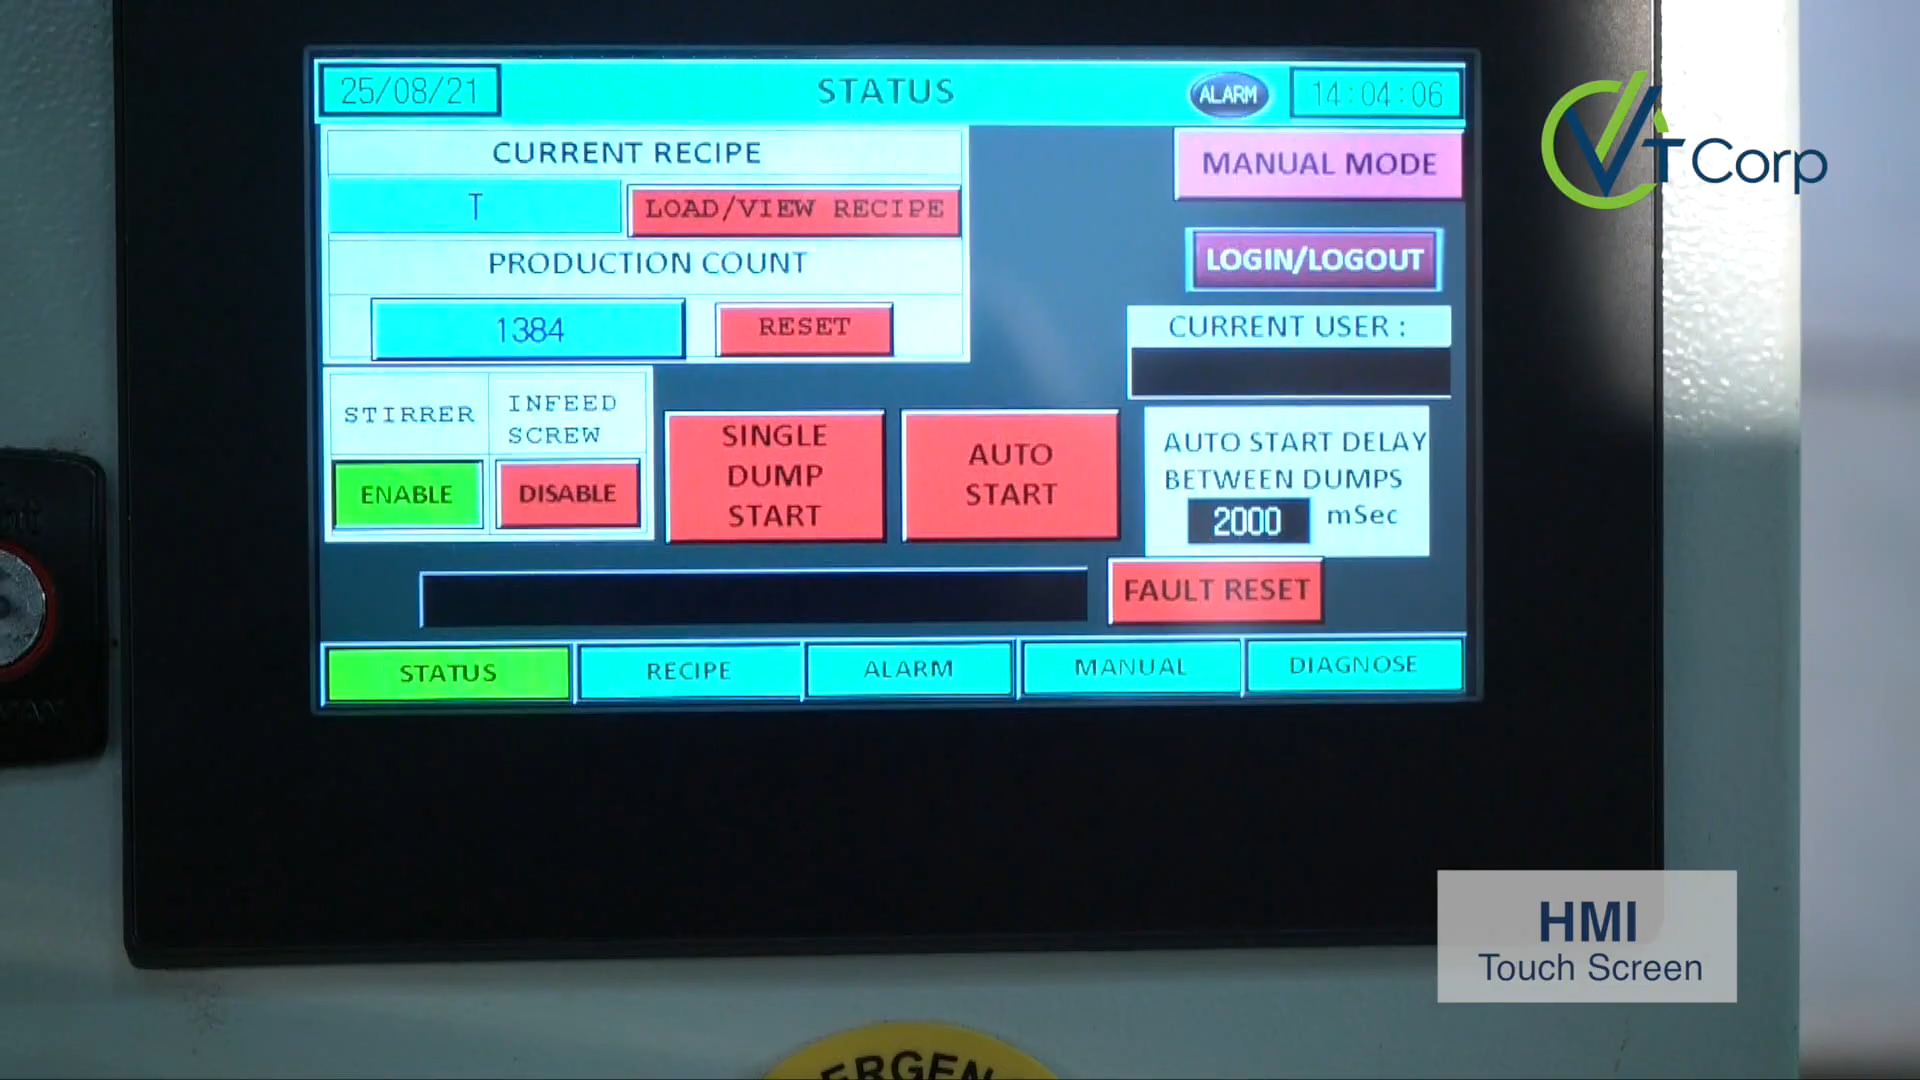 25/08/21
STATUS
ALARM
14:04:06
CURRENT RECIPE
MANUAL MODE
T
LOAD/VIEW RECIPE
PRODUCTION COUNT
LOGIN/LOGOUT
1384
RESET
CURRENT USER :
STIRRER
INFEED
SCREW
ENABLE
DISABLE
SINGLE
DUMP
START
AUTO
START
AUTO START DELAY
BETWEEN DUMPS
2000 mSec
FAULT RESET
STATUS
RECIPE
ALARM
MANUAL
DIAGNOSE
VT Corp
HMI
Touch Screen
ERGEN